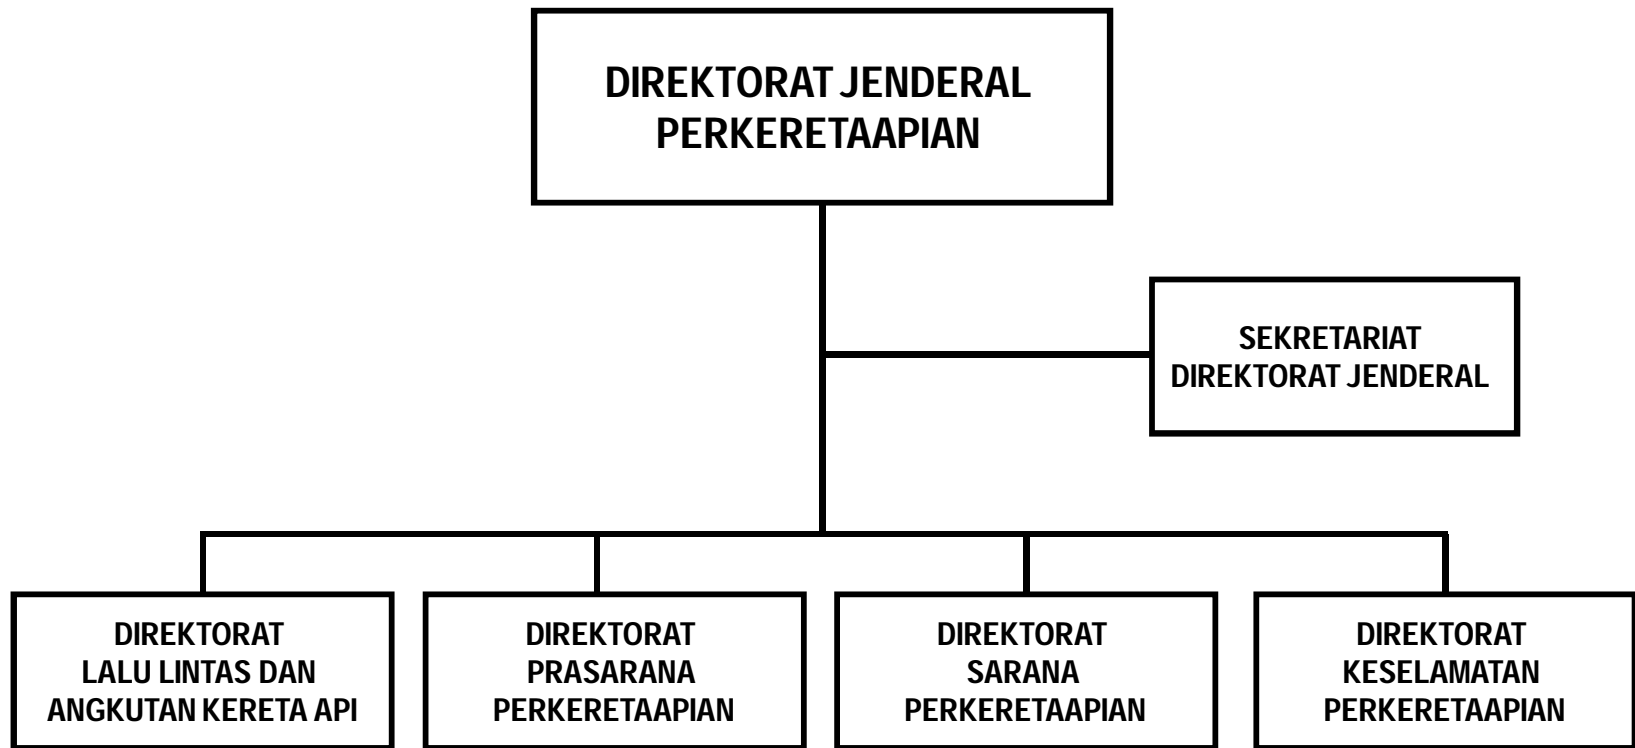 DIREKTORAT JENDERAL
PERKERETAAPIAN
SEKRETARIAT
DIREKTORAT JENDERAL
DIREKTORAT
LALU LINTAS DAN
ANGKUTAN KERETA API
DIREKTORAT
PRASARANA
PERKERETAAPIAN
DIREKTORAT
SARANA
PERKERETAAPIAN
DIREKTORAT
KESELAMATAN
PERKERETAAPIAN